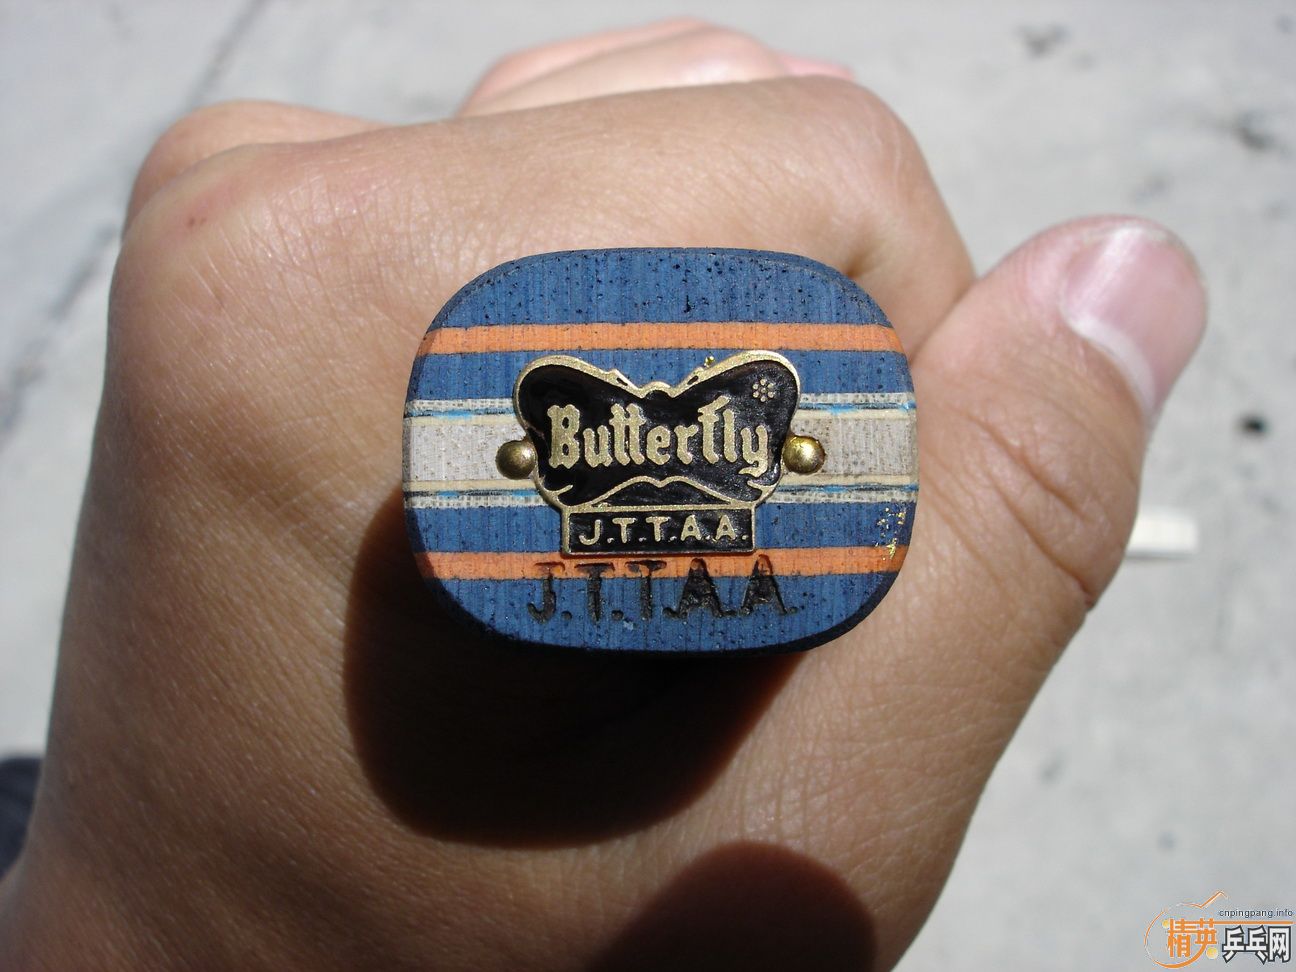 Butterfly
J.T.T.A.A.
J.T.T.A.A.
cnpingpang.info
精英乒乓网